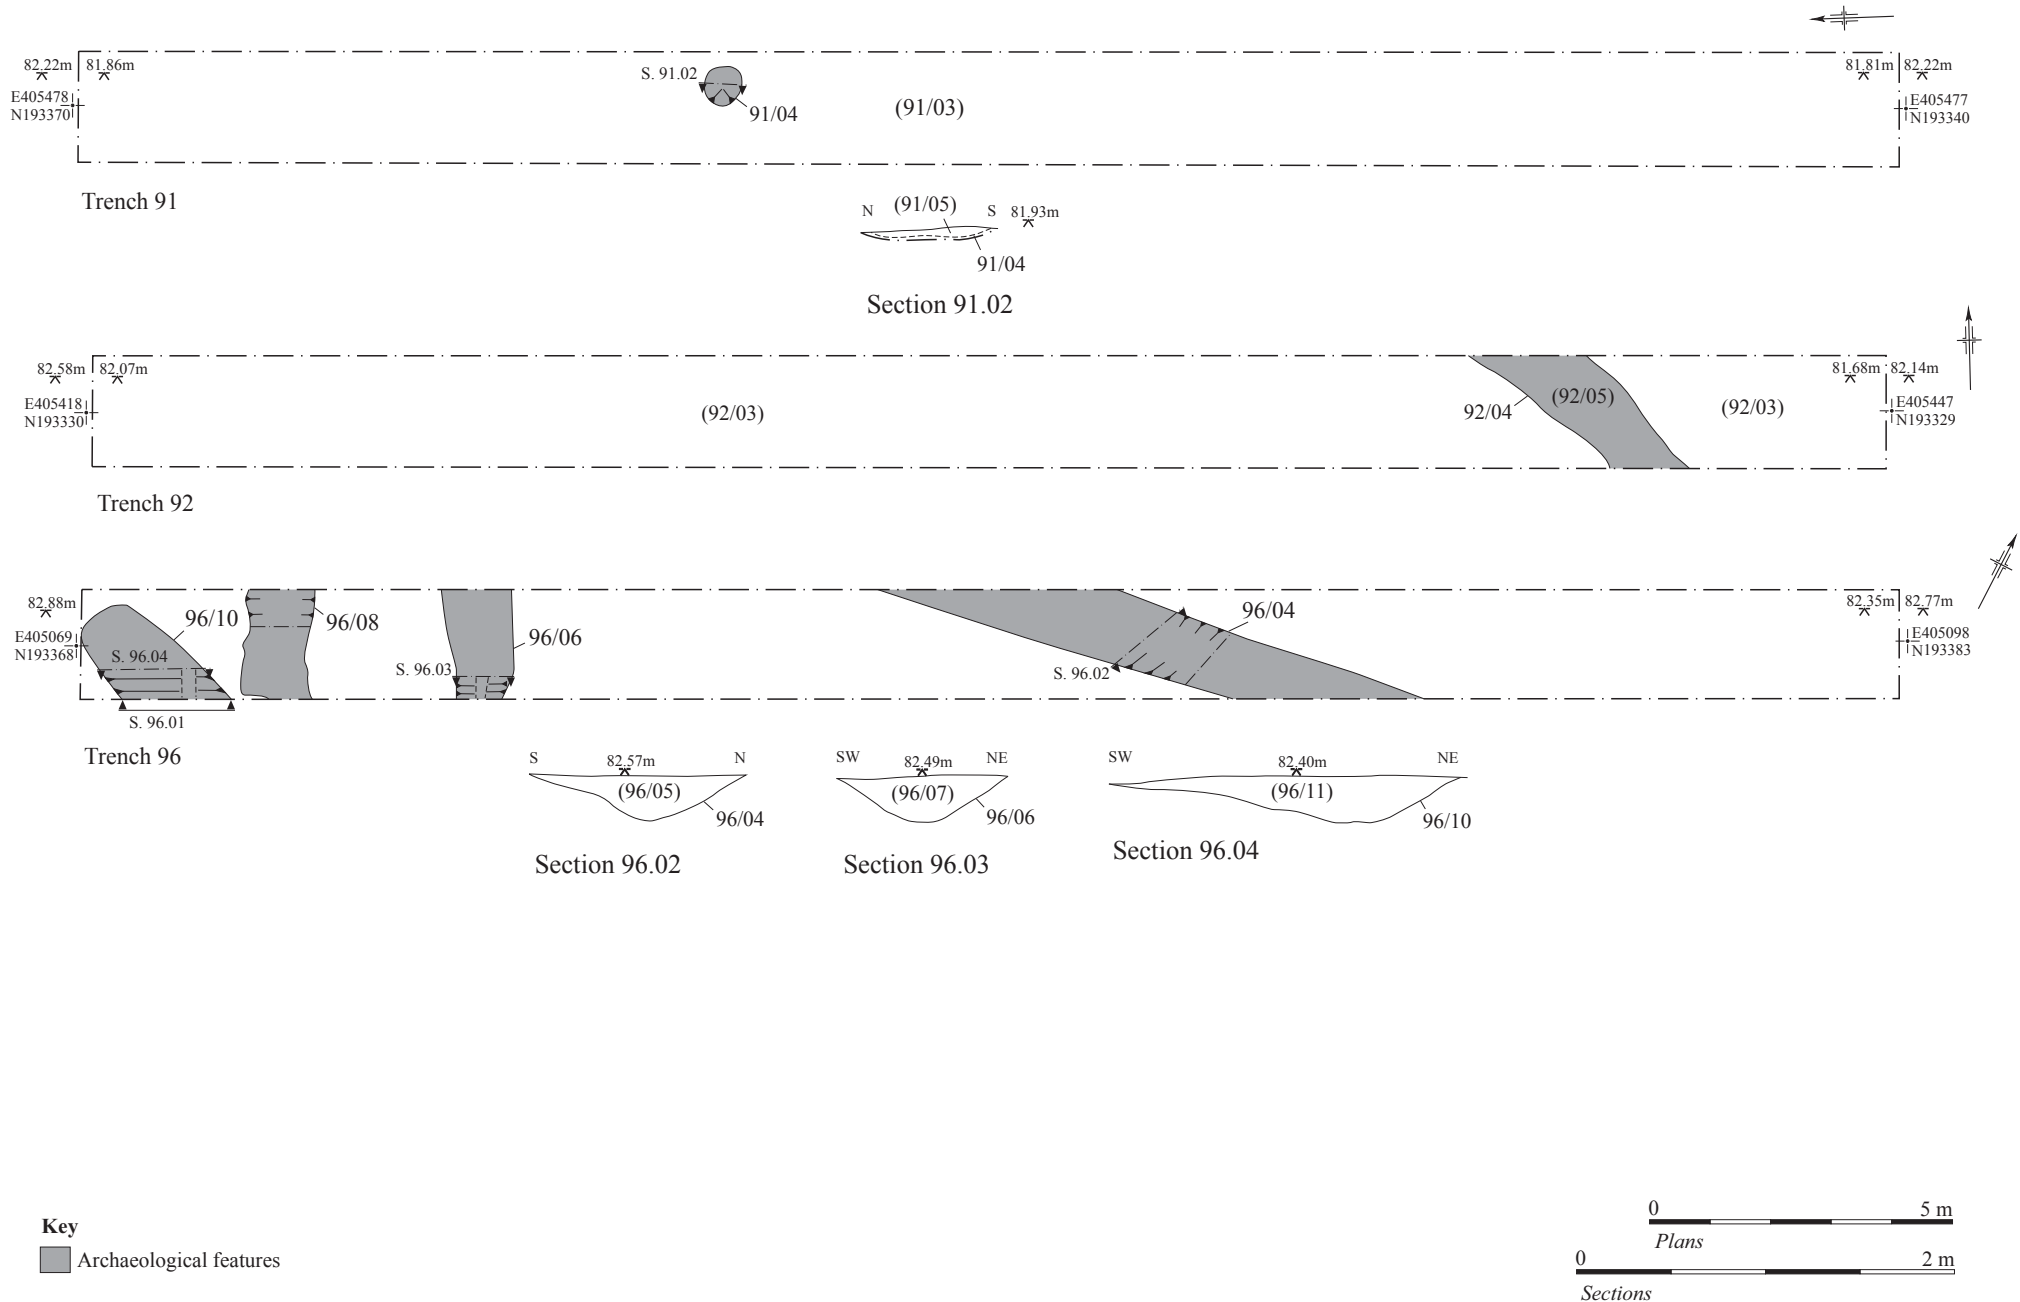 82.22m 81.86m
S. 91.02
81.81m 82.22m
E405478
N193370
91/04
(91/03)
E405477
N193340
Trench 91
N (91/05) S 81.93m
91/04
Section 91.02
82.58m 82.07m
81.68m 82.14m
E405418
N193330
(92/03)
92/04
(92/05)
(92/03)
E405447
N193329
Trench 92
82.88m
96/10
96/08
96/06
96/04
82.35m 82.77m
E405069
N193368
S. 96.04
S. 96.03
S. 96.02
E405098
N193383
S. 96.01
Trench 96
S 82.57m N
(96/05)
96/04
Section 96.02
SW 82.49m NE
(96/07)
96/06
Section 96.03
SW 82.40m NE
(96/11)
96/10
Section 96.04
Key
Archaeological features
0 5 m
Plans
0 2 m
Sections